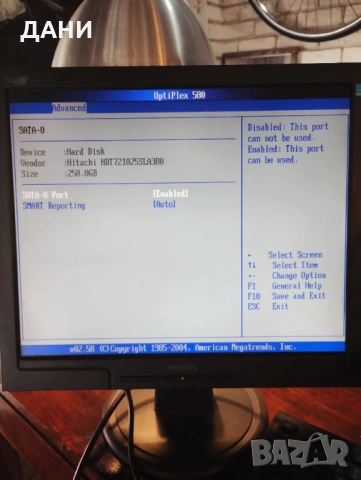 ДАНИ
OptiPlex 580
Advanced
SATA-0
Device :Hard Disk
Vendor :Hitachi HDT721025SLA380
Size :250.0GB
SATA-0 Port [Enabled]
SMART Reporting [Auto]
Disabled: This port
can not be used.
Enabled: This port can
be used.
← Select Screen
↑↓ Select Item
+- Change Option
F1 General Help
F10 Save and Exit
ESC Exit
v02.58 (C)Copyright 1985-2004, American Megatrends, Inc.
PHILIPS
BAZAR